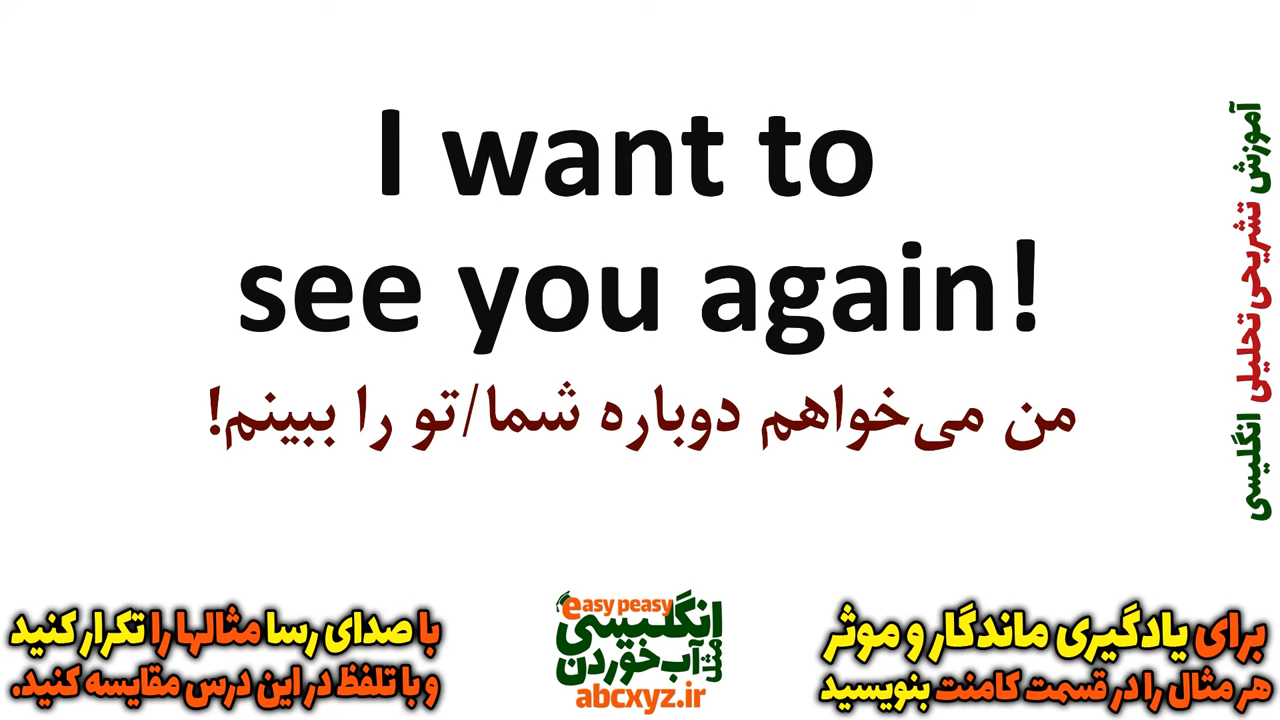 I want to
see you again!
من می‌خواهم دوباره شما/تو را ببینم!
آموزش تشریحی تحلیلی انگلیسی
برای یادگیری ماندگار و موثر
هر مثال را در قسمت کامنت بنویسید
easy peasy
انگلیسی
مثل آب خوردن
abcxyz.ir
با صدای رسا مثالها را تکرار کنید
و با تلفظ در این درس مقایسه کنید.